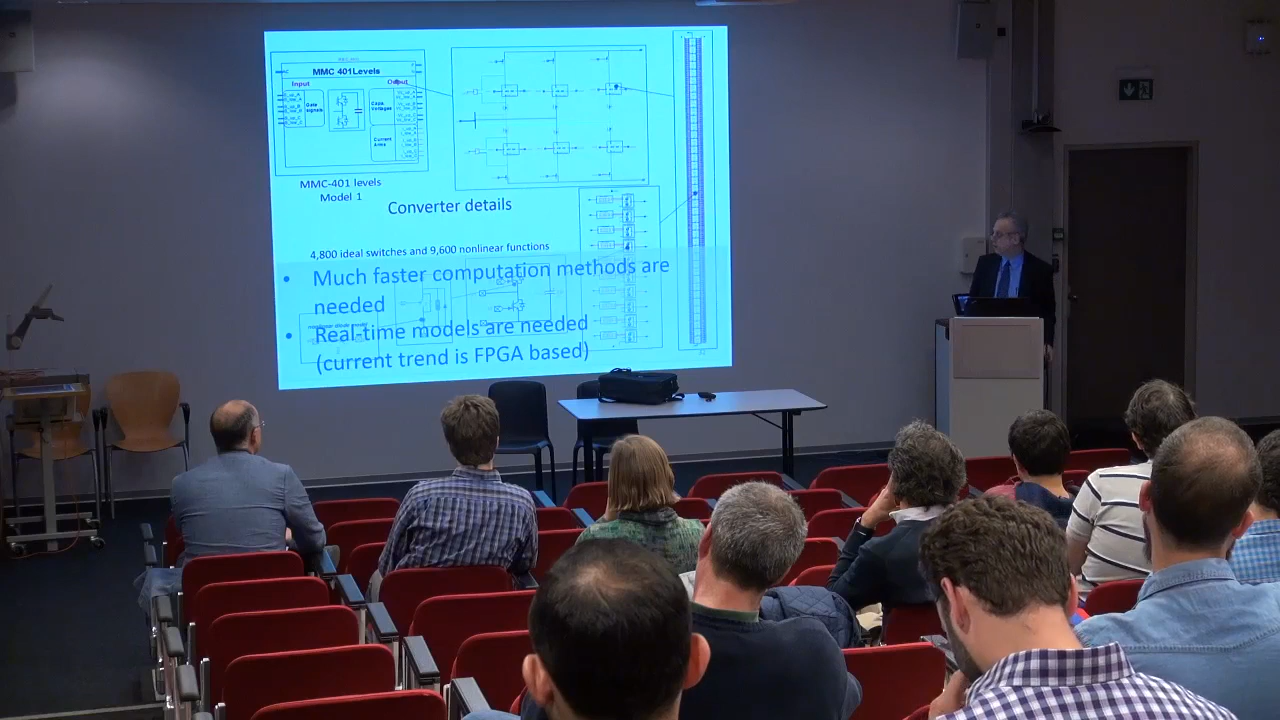 MMC 401Levels
Input
Output
Gate
signals
Capa.
Voltages
Current
Arms
MMC-401 levels
Model 1
Converter details
4,800 ideal switches and 9,600 nonlinear functions
• Much faster computation methods are
needed
• Real-time models are needed
(current trend is FPGA based)